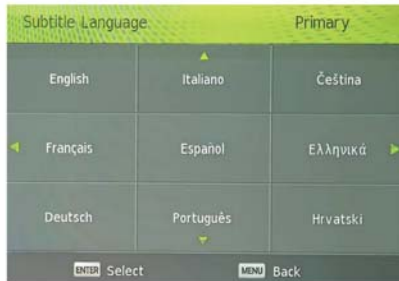 Subtitle Language Primary
English Italiano Čeština
Français Español Ελληνικά
Deutsch Português Hrvatski
ENTER Select MENU Back